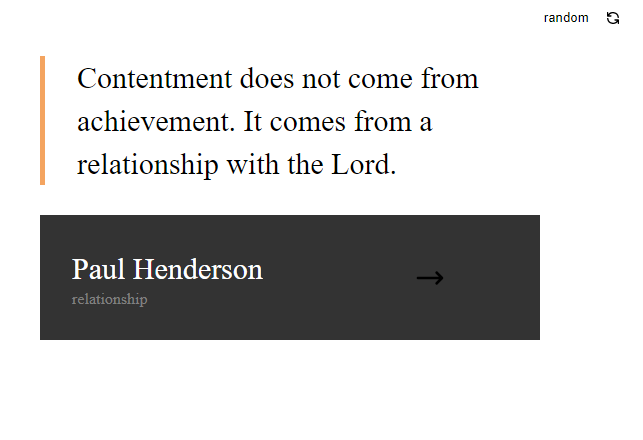 random
Contentment does not come from
achievement. It comes from a
relationship with the Lord.
Paul Henderson
relationship